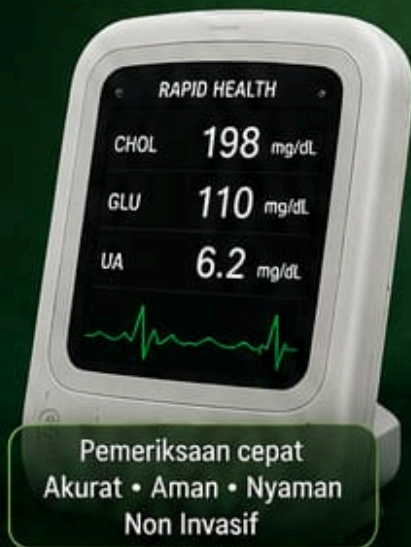 RAPID HEALTH
CHOL 198 mg/dL
GLU 110 mg/dL
UA 6.2 mg/dL
Pemeriksaan cepat
Akurat • Aman • Nyaman
Non Invasif